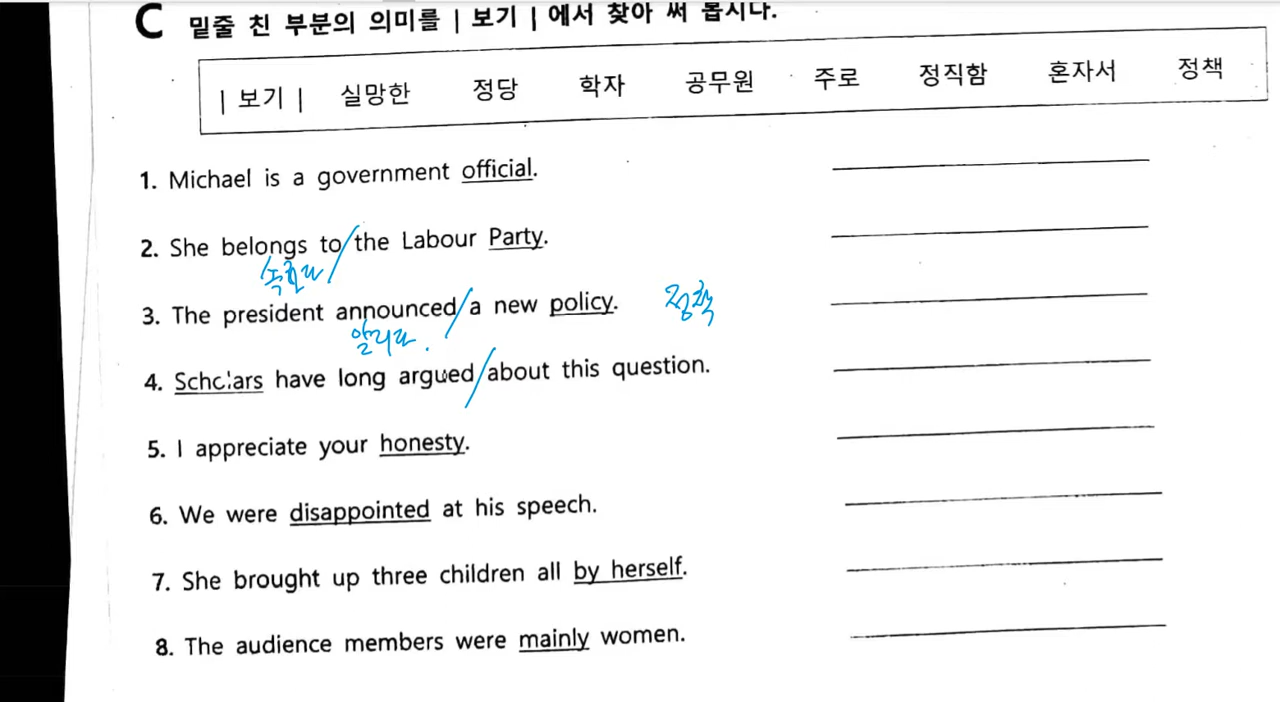 C 밑줄 친 부분의 의미를 | 보기 | 에서 찾아 써 봅시다.
| 보기 | 실망한 정당 학자 공무원 주로 정직함 혼자서 정책
1. Michael is a government official.
2. She belongs to/the Labour Party.
속한다
3. The president announced/a new policy. 정책
알리다.
4. Scholars have long argued/about this question.
5. I appreciate your honesty.
6. We were disappointed at his speech.
7. She brought up three children all by herself.
8. The audience members were mainly women.